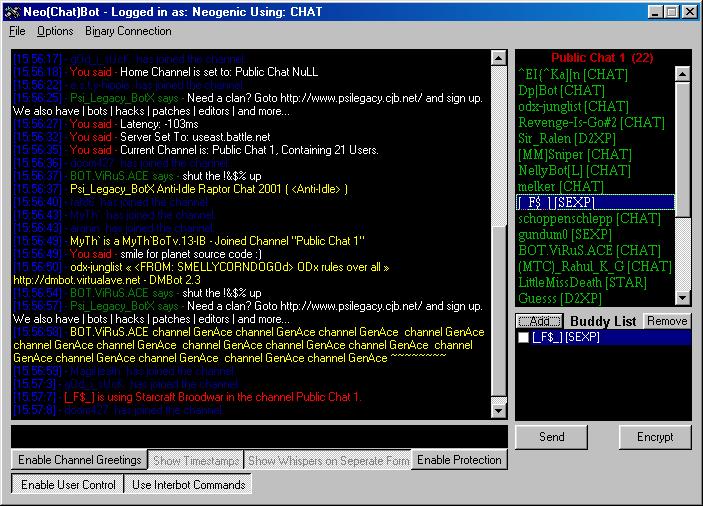 Neo(Chat)Bot - Logged in as: Neogenic Using: CHAT
File Options Binary Connection
[15:56:17] - has joined the channel.
[15:56:18] - You said - Home Channel is set to: Public Chat NuLL
[15:56:22] - has joined the channel.
[15:56:25] - Psi_Legacy_BotX says - Need a clan? Goto http://www.psilegacy.cjb.net/ and sign up.
We also have | bots | hacks | patches | editors | and more...
[15:56:27] - You said - Latency: -103ms
[15:56:33] - You said - Server Set To: useast.battle.net
[15:56:35] - You said - Current Channel is: Public Chat 1, Containing 21 Users.
[15:56:36] - dcom427 has joined the channel.
[15:56:37] - BOT.ViRuS.ACE says - shut the !&$% up
[15:56:37] - Psi_Legacy_BotX Anti-Idle Raptor Chat 2001 ( <Anti-Idle> )
[15:56:40] - has joined the channel.
[15:56:43] - MyTh` has joined the channel.
[15:56:43] - has joined the channel.
[15:56:49] - MyTh` is a MyTh`BoTv.13-IB - Joined Channel "Public Chat 1"
[15:56:49] - You said - smile for planet source code :)
[15:56:50] - odx-junglist « <FROM: SMELLYCORNDOGOd> ODx rules over all »
http://dmbot.virtualave.net - DMBot 2.3
[15:56:54] - BOT.ViRuS.ACE says - shut the !&$% up
[15:56:57] - Psi_Legacy_BotX says - Need a clan? Goto http://www.psilegacy.cjb.net/ and sign up.
We also have | bots | hacks | patches | editors | and more...
[15:56:58] - BOT.ViRuS.ACE channel GenAce channel GenAce channel GenAce channel GenAce
channel GenAce channel GenAce channel GenAce channel GenAce channel GenAce channel
GenAce channel GenAce channel GenAce channel GenAce ~~~~~~~~
[15:56:59] - has joined the channel.
[15:57:3] - has joined the channel.
[15:57:7] - [_F$_] is using Starcraft Broodwar in the channel Public Chat 1.
[15:57:8] - dcom427 has joined the channel.
Public Chat 1 (22)
^EI{^Ka][n [CHAT]
Dp|Bot [CHAT]
odx-junglist [CHAT]
Revenge-Is-Go#2 [CHAT]
Sir_Ralen [D2XP]
[MM]Sniper [CHAT]
NellyBot[L] [CHAT]
melker [CHAT]
[_F$_] [SEXP]
schoppenschlepp [CHAT]
gundum0 [SEXP]
BOT.ViRuS.ACE [CHAT]
(MTC)_Rahul_K_G [CHAT]
LittleMissDeath [STAR]
Guesss [D2XP]
Add Buddy List Remove
[_F$_] [SEXP]
Send Encrypt
Enable Channel Greetings Show Timestamps Show Whispers on Seperate Form Enable Protection
Enable User Control Use Interbot Commands